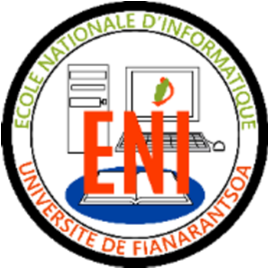 ECOLE NATIONALE D'INFORMATIQUE
ENI
UNIVERSITE DE FIANARANTSOA